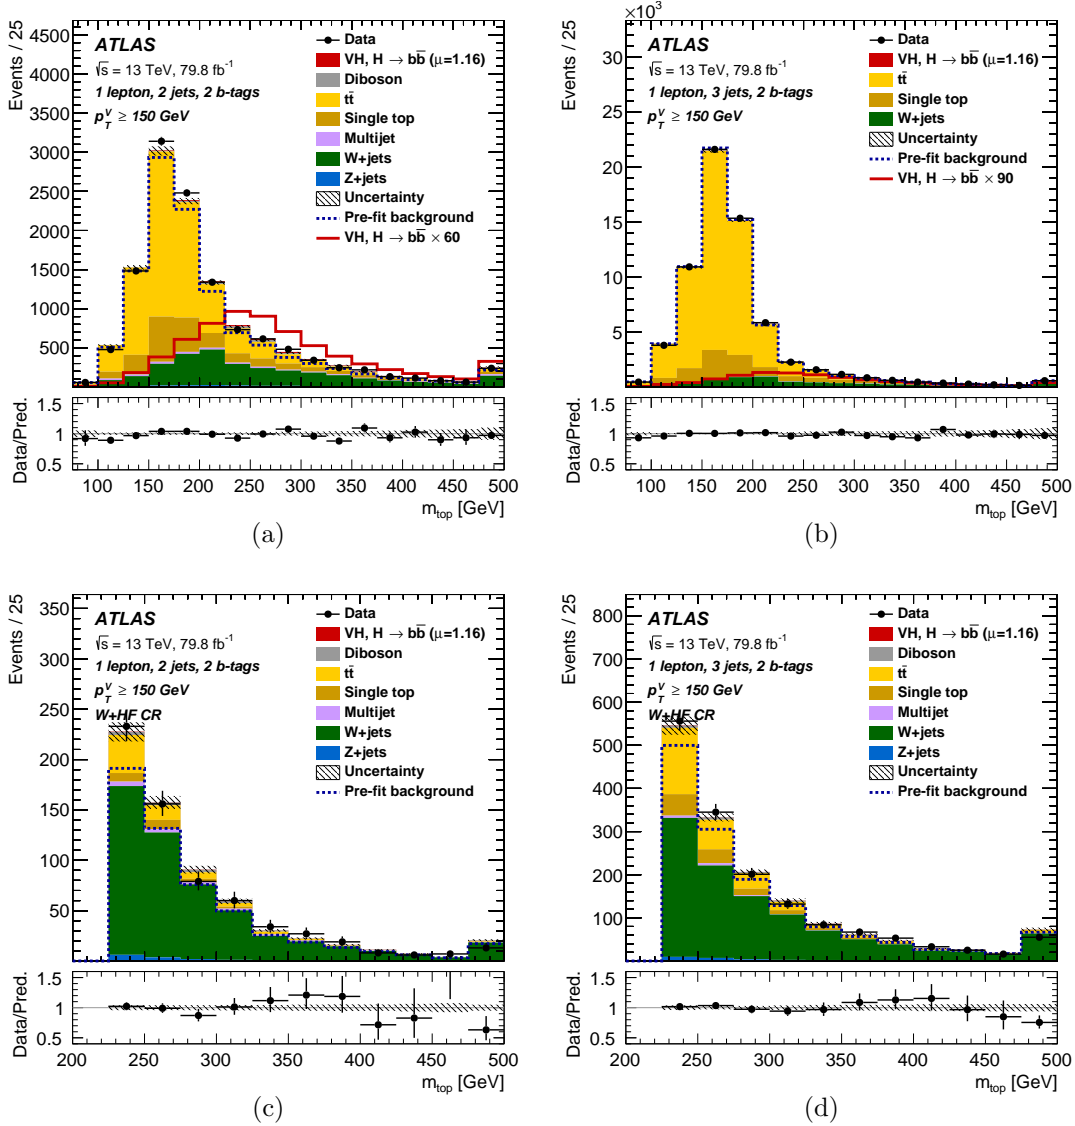 ATLAS
√s = 13 TeV, 79.8 fb⁻¹
1 lepton, 2 jets, 2 b-tags
p_T^V ≥ 150 GeV
Data
VH, H → bb̄ (μ=1.16)
Diboson
tt̄
Single top
Multijet
W+jets
Z+jets
Uncertainty
Pre-fit background
VH, H → bb̄ × 60
Events / 25
4500
4000
3500
3000
2500
2000
1500
1000
500
Data/Pred.
1.5
1
0.5
100 150 200 250 300 350 400 450 500
m_top [GeV]
(a)
×10³
ATLAS
√s = 13 TeV, 79.8 fb⁻¹
1 lepton, 3 jets, 2 b-tags
p_T^V ≥ 150 GeV
Data
VH, H → bb̄ (μ=1.16)
tt̄
Single top
W+jets
Uncertainty
Pre-fit background
VH, H → bb̄ × 90
Events / 25
30
25
20
15
10
5
Data/Pred.
1.5
1
0.5
100 150 200 250 300 350 400 450 500
m_top [GeV]
(b)
ATLAS
√s = 13 TeV, 79.8 fb⁻¹
1 lepton, 2 jets, 2 b-tags
p_T^V ≥ 150 GeV
W+HF CR
Data
VH, H → bb̄ (μ=1.16)
Diboson
tt̄
Single top
Multijet
W+jets
Z+jets
Uncertainty
Pre-fit background
Events / 25
350
300
250
200
150
100
50
Data/Pred.
1.5
1
0.5
200 250 300 350 400 450 500
m_top [GeV]
(c)
ATLAS
√s = 13 TeV, 79.8 fb⁻¹
1 lepton, 3 jets, 2 b-tags
p_T^V ≥ 150 GeV
W+HF CR
Data
VH, H → bb̄ (μ=1.16)
Diboson
tt̄
Single top
Multijet
W+jets
Z+jets
Uncertainty
Pre-fit background
Events / 25
800
700
600
500
400
300
200
100
Data/Pred.
1.5
1
0.5
200 250 300 350 400 450 500
m_top [GeV]
(d)